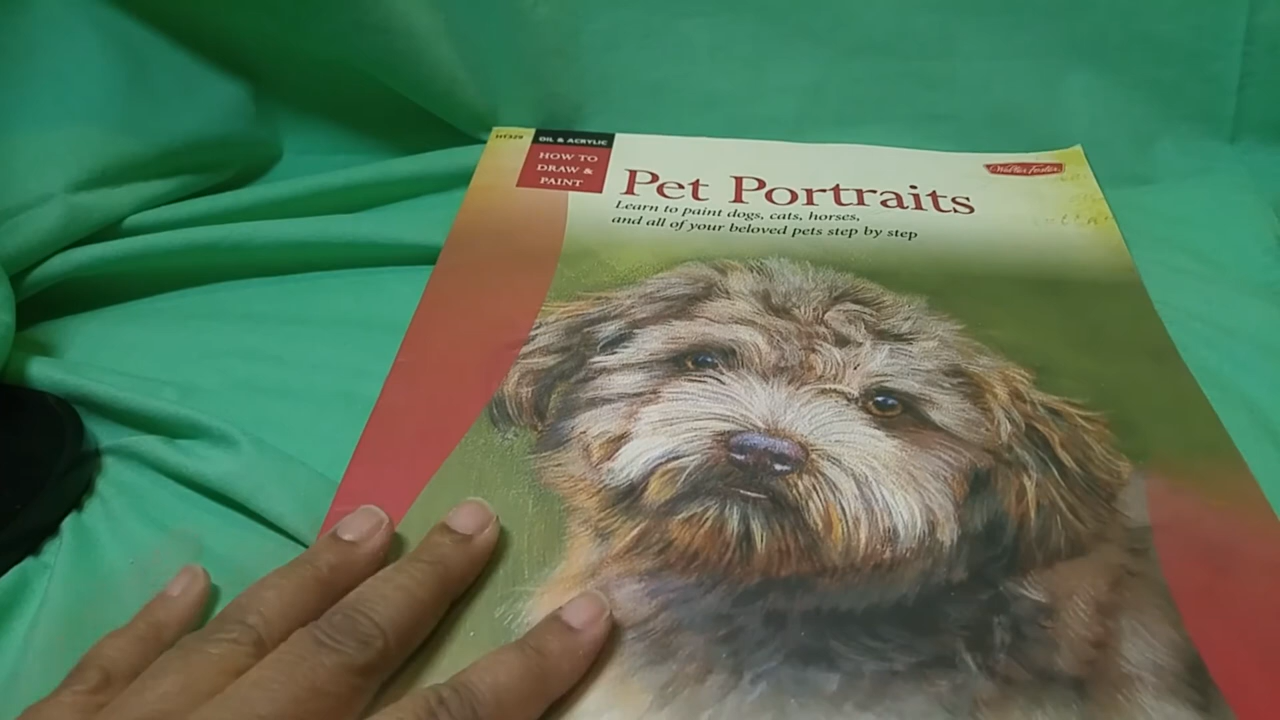 HT329
OIL & ACRYLIC
HOW TO
DRAW &
PAINT
Pet Portraits
Walter Foster
Learn to paint dogs, cats, horses,
and all of your beloved pets step by step